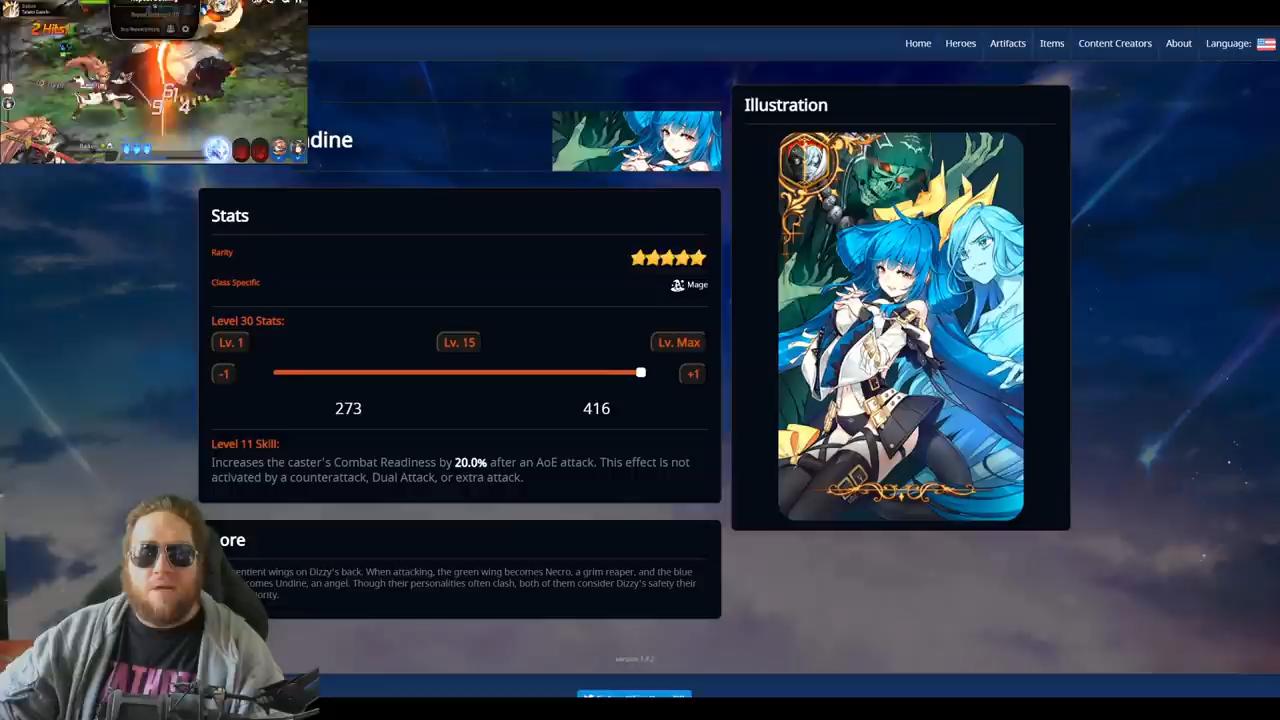 Home Heroes Artifacts Items Content Creators About Language:
2 Hits
9 61 4
ndine
Stats
Rarity
Class Specific
Mage
Level 30 Stats:
Lv. 1 Lv. 15 Lv. Max
-1 +1
273 416
Level 11 Skill:
Increases the caster's Combat Readiness by 20.0% after an AoE attack. This effect is not
activated by a counterattack, Dual Attack, or extra attack.
Illustration
ore
entient wings on Dizzy's back. When attacking, the green wing becomes Necro, a grim reaper, and the blue
comes Undine, an angel. Though their personalities often clash, both of them consider Dizzy's safety their
ority.